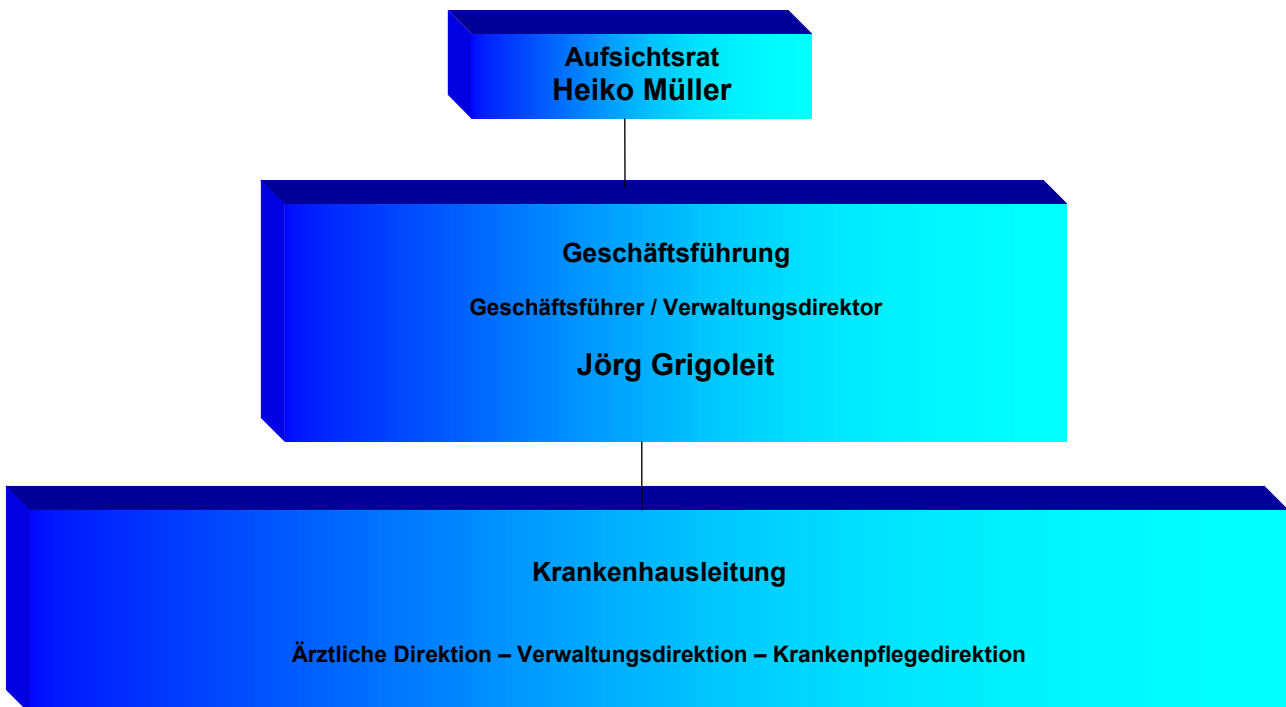 Aufsichtsrat
Heiko Müller
Geschäftsführung
Geschäftsführer / Verwaltungsdirektor
Jörg Grigoleit
Krankenhausleitung
Ärztliche Direktion – Verwaltungsdirektion – Krankenpflegedirektion